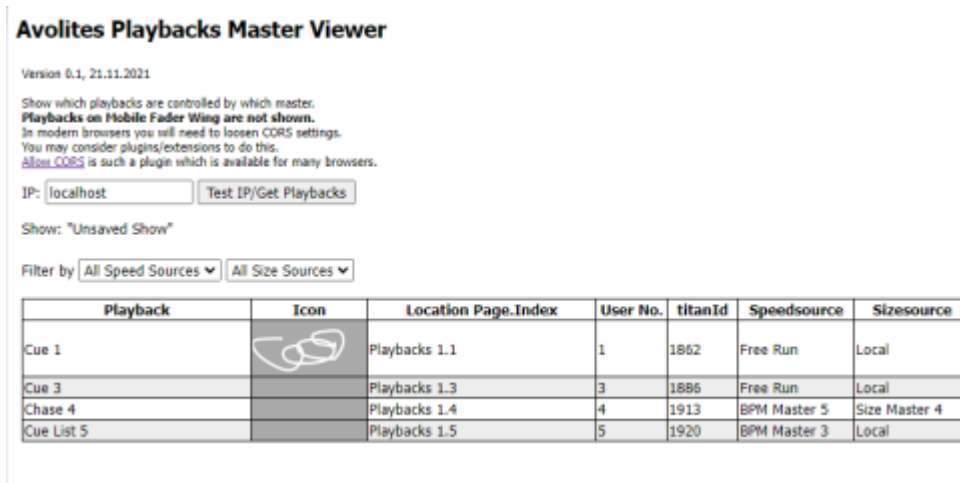 Avolites Playbacks Master Viewer
Version 0.1, 21.11.2021
Show which playbacks are controlled by which master.
Playbacks on Mobile Fader Wing are not shown.
In modern browsers you will need to loosen CORS settings.
You may consider plugins/extensions to do this.
Allow CORS is such a plugin which is available for many browsers.
IP: localhost Test IP/Get Playbacks
Show: "Unsaved Show"
Filter by All Speed Sources All Size Sources
Playback Icon Location Page.Index User No. titanId Speedsource Sizesource
Cue 1 Playbacks 1.1 1 1862 Free Run Local
Cue 3 Playbacks 1.3 3 1886 Free Run Local
Chase 4 Playbacks 1.4 4 1913 BPM Master 5 Size Master 4
Cue List 5 Playbacks 1.5 5 1920 BPM Master 3 Local